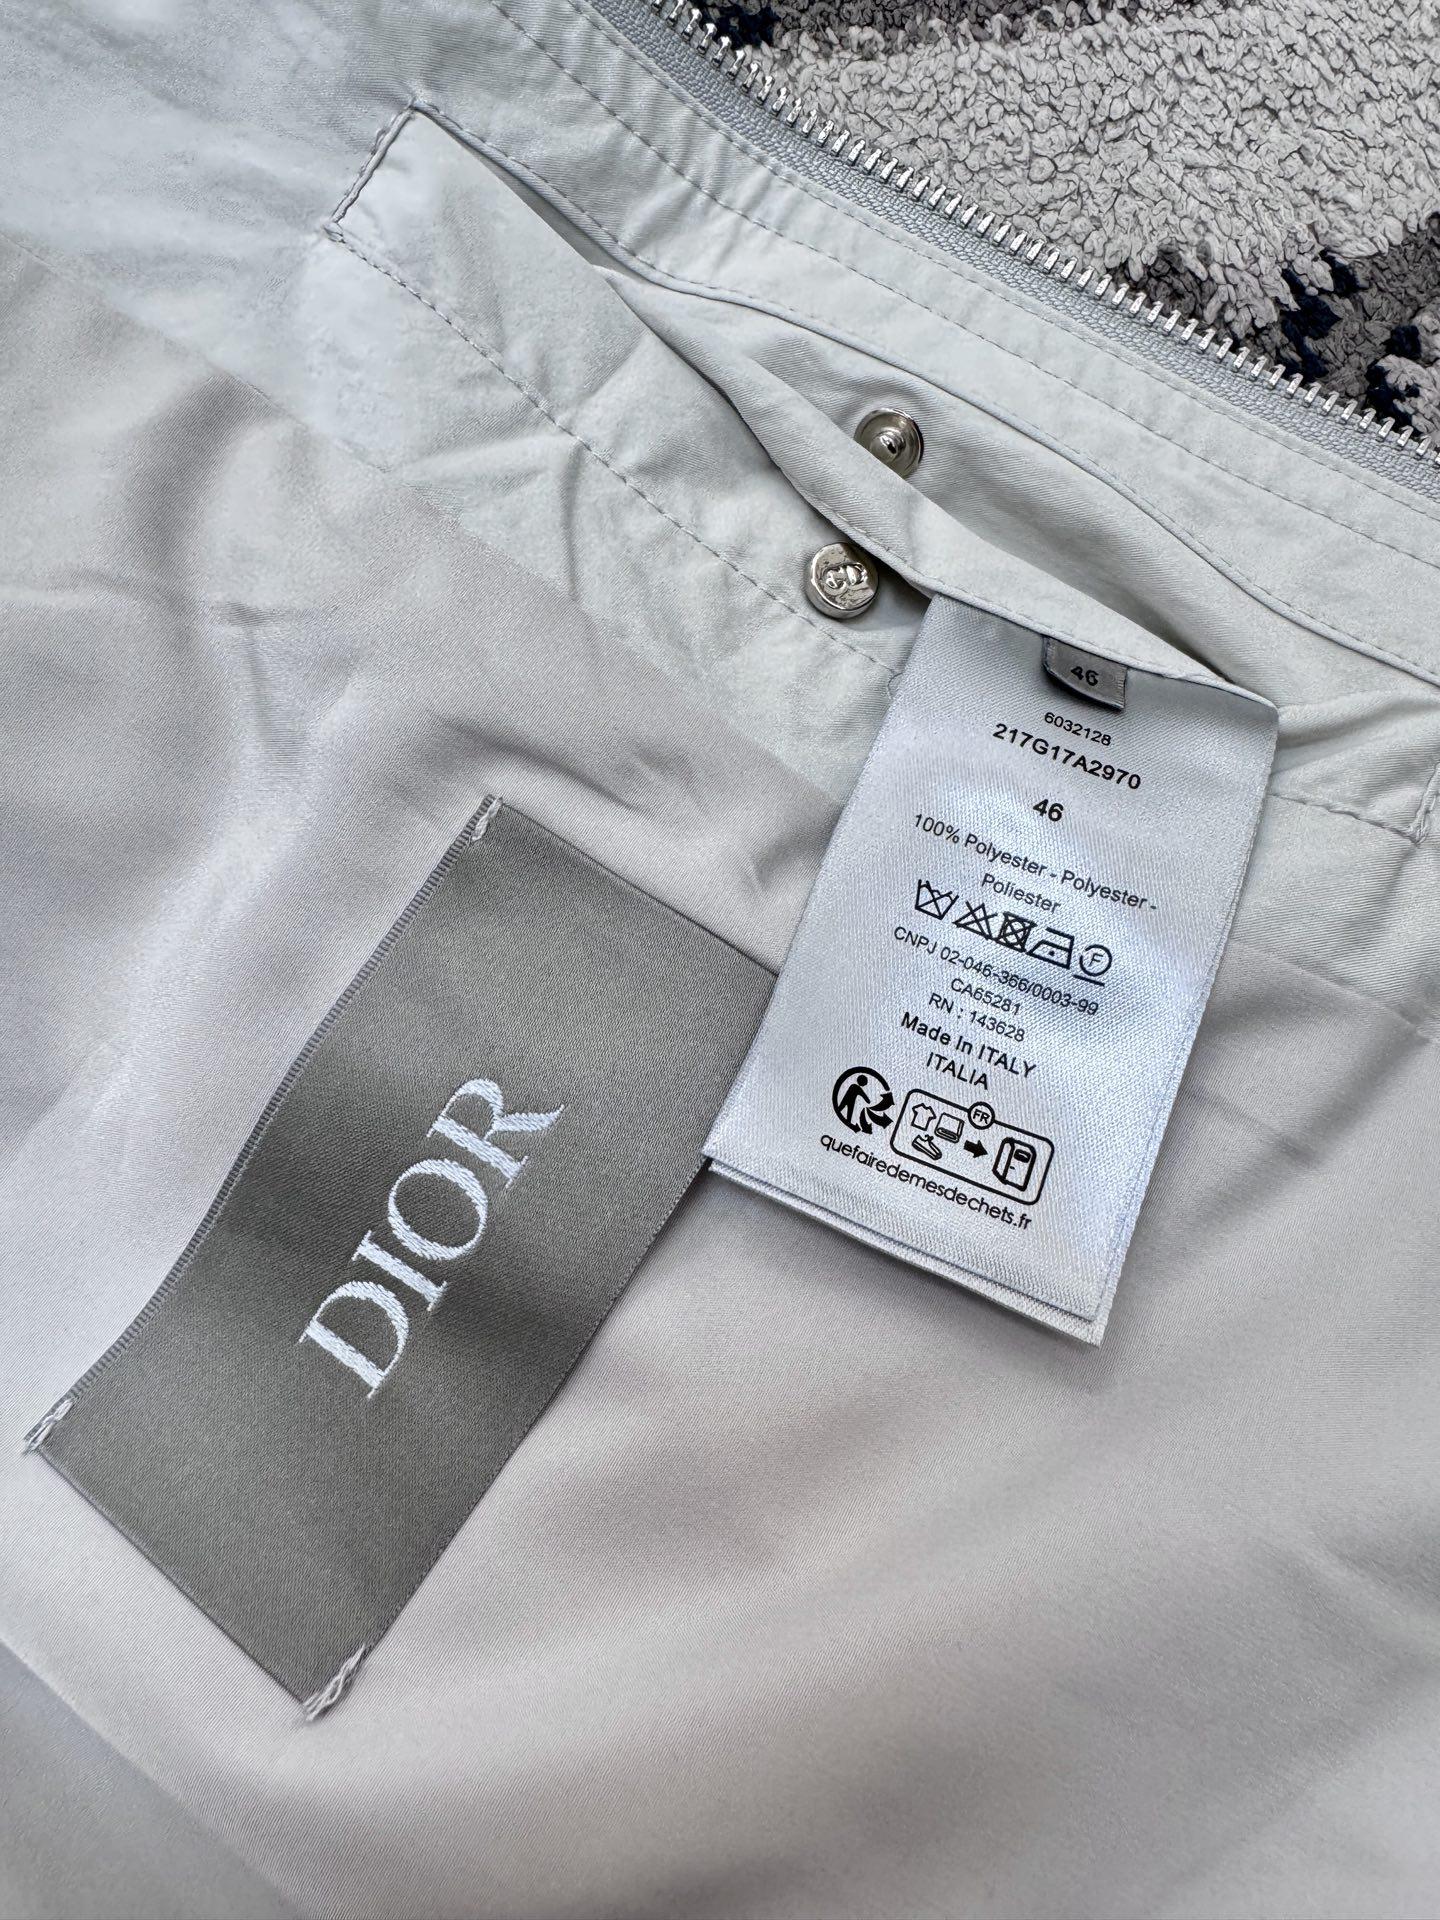 46
6032128
217G17A2970
46
100% Polyester - Polyester -
Poliester
F
CNPJ 02-046-366/0003-99
CA65281
RN : 143628
Made In ITALY
ITALIA
FR
quefairedemesdechets.fr
DIOR
CD